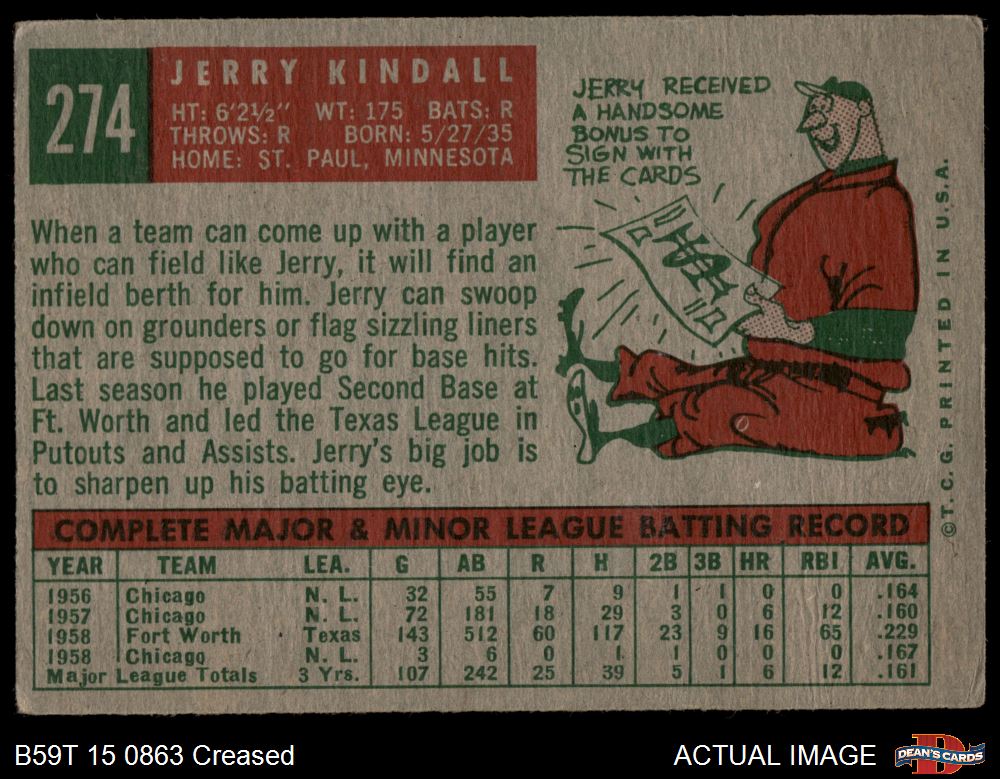 274
JERRY KINDALL
HT: 6'2½" WT: 175 BATS: R
THROWS: R BORN: 5/27/35
HOME: ST. PAUL, MINNESOTA
JERRY RECEIVED
A HANDSOME
BONUS TO
SIGN WITH
THE CARDS
When a team can come up with a player
who can field like Jerry, it will find an
infield berth for him. Jerry can swoop
down on grounders or flag sizzling liners
that are supposed to go for base hits.
Last season he played Second Base at
Ft. Worth and led the Texas League in
Putouts and Assists. Jerry's big job is
to sharpen up his batting eye.
©T. C. G. PRINTED IN U.S.A.
COMPLETE MAJOR & MINOR LEAGUE BATTING RECORD
YEAR TEAM LEA. G AB R H 2B 3B HR RBI AVG.
1956 Chicago N. L. 32 55 7 9 1 1 0 0 .164
1957 Chicago N. L. 72 181 18 29 3 0 6 12 .160
1958 Fort Worth Texas 143 512 60 117 23 9 16 65 .229
1958 Chicago N. L. 3 6 0 1 1 0 0 0 .167
Major League Totals 3 Yrs. 107 242 25 39 5 1 6 12 .161
B59T 15 0863 Creased
ACTUAL IMAGE
DEAN'S CARDS